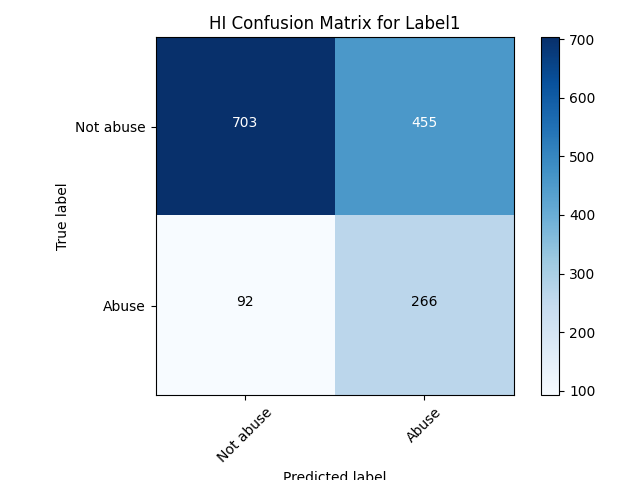 HI Confusion Matrix for Label1
True label
Not abuse
Abuse
703
455
92
266
Not abuse
Abuse
Predicted label
700
600
500
400
300
200
100